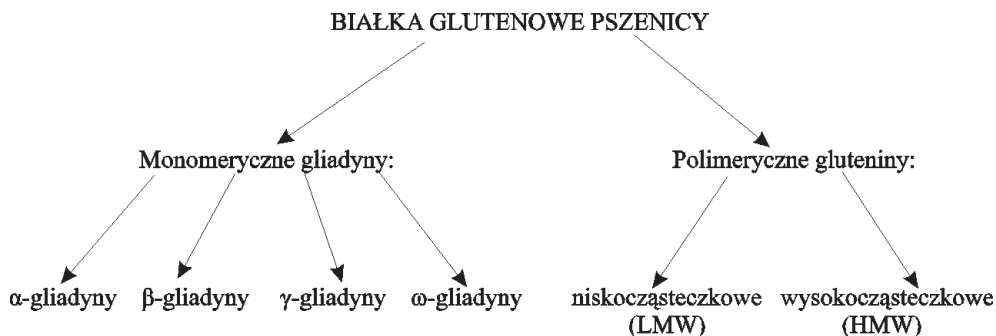 BIAŁKA GLUTENOWE PSZENICY
Monomeryczne gliadyny:
Polimeryczne gluteniny:
α-gliadyny
β-gliadyny
γ-gliadyny
ω-gliadyny
niskocząsteczkowe
(LMW)
wysokocząsteczkowe
(HMW)